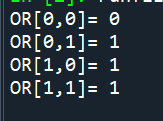 OR[0,0]= 0
OR[0,1]= 1
OR[1,0]= 1
OR[1,1]= 1